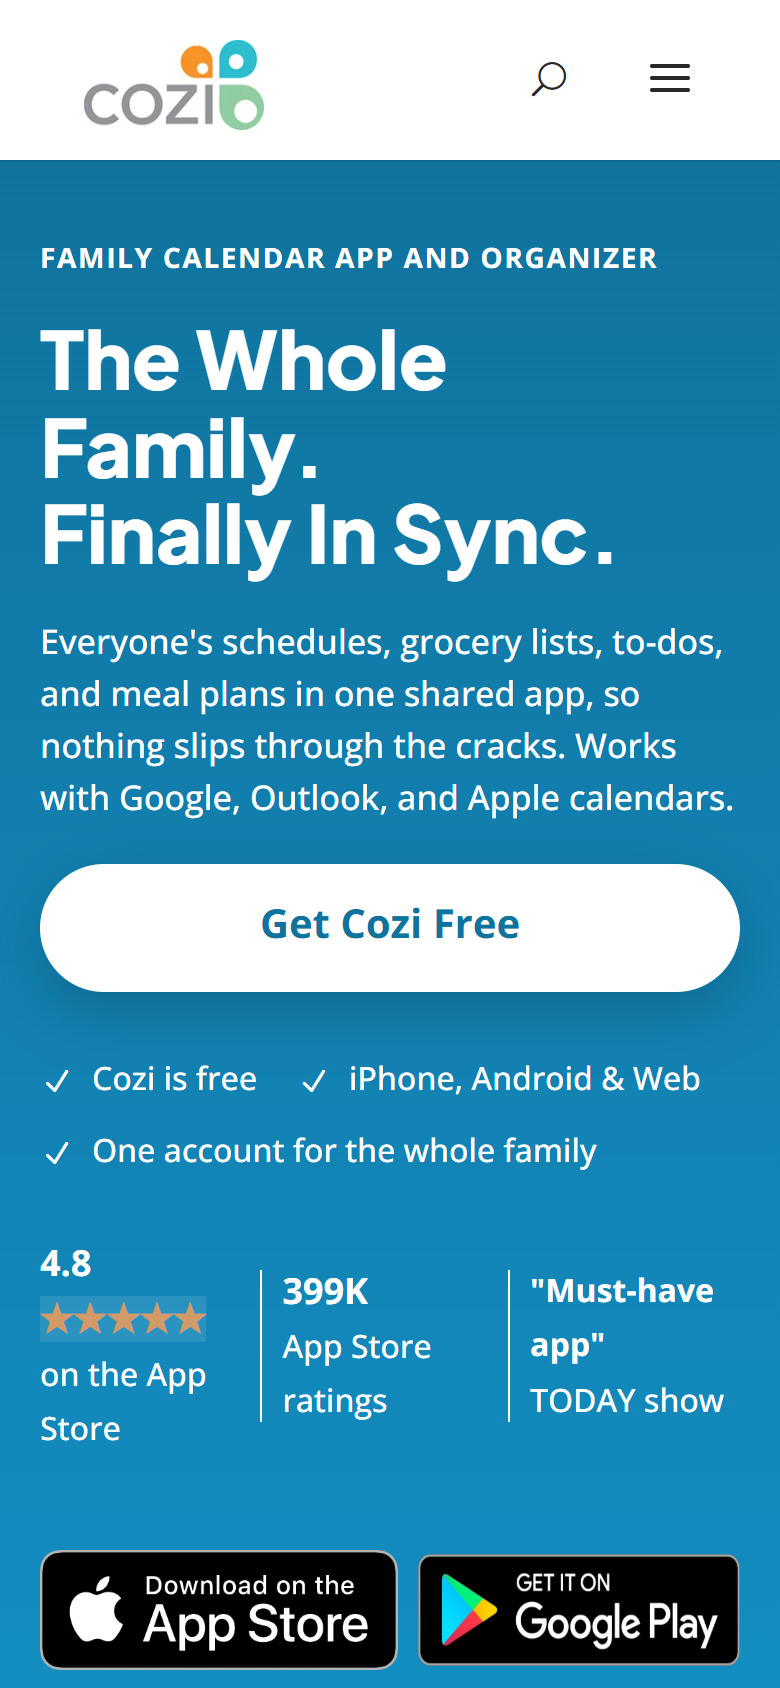 cozi
FAMILY CALENDAR APP AND ORGANIZER
The Whole
Family.
Finally In Sync.
Everyone's schedules, grocery lists, to-dos,
and meal plans in one shared app, so
nothing slips through the cracks. Works
with Google, Outlook, and Apple calendars.
Get Cozi Free
✓ Cozi is free ✓ iPhone, Android & Web
✓ One account for the whole family
4.8
★★★★★
on the App
Store
399K
App Store
ratings
"Must-have
app"
TODAY show
Download on the
App Store
GET IT ON
Google Play